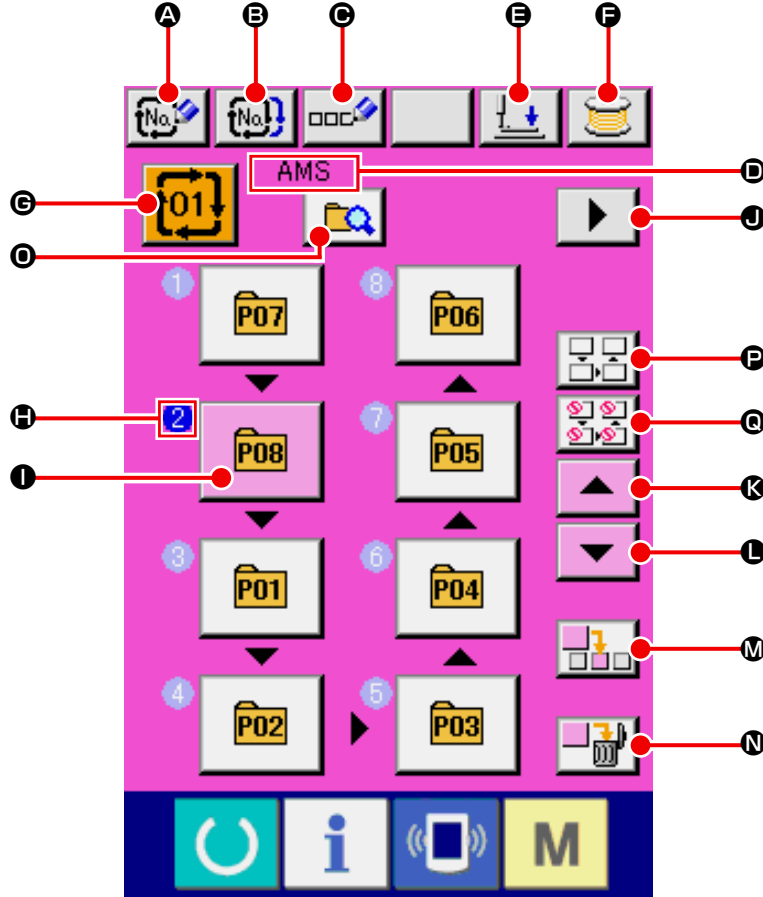 A B C E F
No. No.
AMS D
G 01 J
O
1 P07 8 P06
P
H 2 P08 7 P05 Q
I K
3 P01 6 P04 L
M
4 P02 5 P03 N
i M